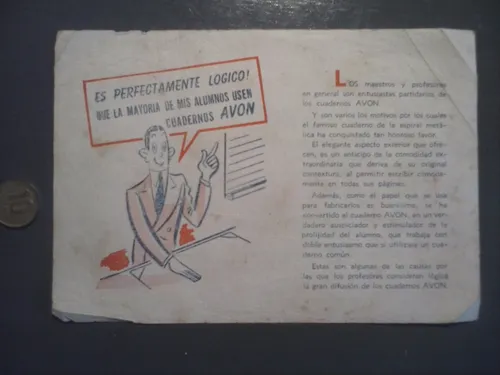 ES PERFECTAMENTE LOGICO!
QUE LA MAYORIA DE MIS ALUMNOS USEN
CUADERNOS AVON
LOS maestros y profesores
en general son entusiastas partidarios de
los cuadernos AVON.
Y son varios los motivos por los cuales
el famoso cuaderno de la espiral metá-
lica ha conquistado tan honroso favor.
El elegante aspecto exterior que ofre-
cen, es un anticipo de la comodidad ex-
traordinaria que deriva de su original
contextura, al permitir escribir cómoda-
mente en todas sus páginas.
Además, como el papel que se usa
para fabricarlos es buenísimo, se ha
convertido el cuaderno AVON, en un ver-
dadero auspiciador y estimulador de la
prolijidad del alumno, que trabaja con
doble entusiasmo que si utilizase un cua-
derno común.
Estas son algunas de las causas por
las que los profesores consideran lógica
la gran difusión de los cuadernos AVON.